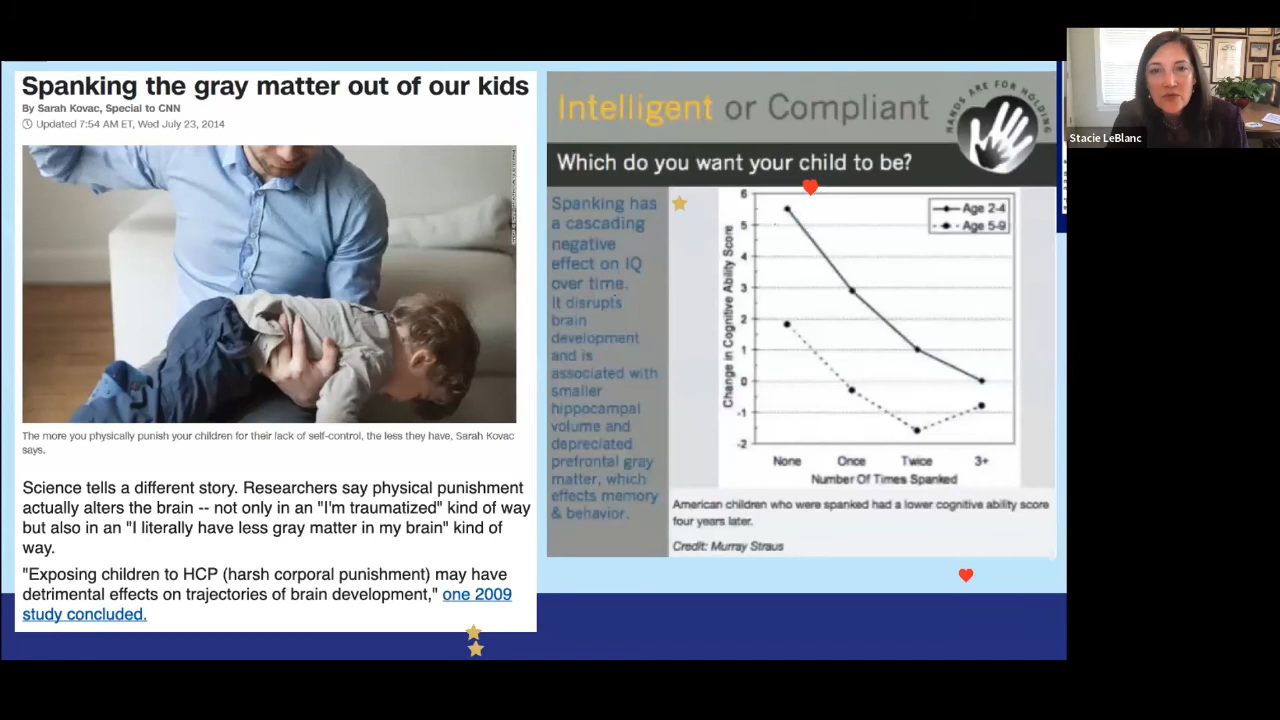 Spanking the gray matter out of our kids
By Sarah Kovac, Special to CNN
Updated 7:54 AM ET, Wed July 23, 2014
The more you physically punish your children for their lack of self-control, the less they have, Sarah Kovac
says.
Science tells a different story. Researchers say physical punishment
actually alters the brain -- not only in an "I'm traumatized" kind of way
but also in an "I literally have less gray matter in my brain" kind of
way.
"Exposing children to HCP (harsh corporal punishment) may have
detrimental effects on trajectories of brain development," one 2009
study concluded.
Intelligent or Compliant
HANDS ARE FOR HOLDING
Which do you want your child to be?
Spanking has
a cascading
negative
effect on IQ
over time.
It disrupts
brain
development
and is
associated with
smaller
hippocampal
volume and
depreciated
prefrontal gray
matter, which
effects memory
& behavior.
Change in Cognitive Ability Score
6
5
4
3
2
1
0
-1
-2
Age 2-4
Age 5-9
None Once Twice 3+
Number Of Times Spanked
American children who were spanked had a lower cognitive ability score
four years later.
Credit: Murray Straus
Stacie LeBlanc